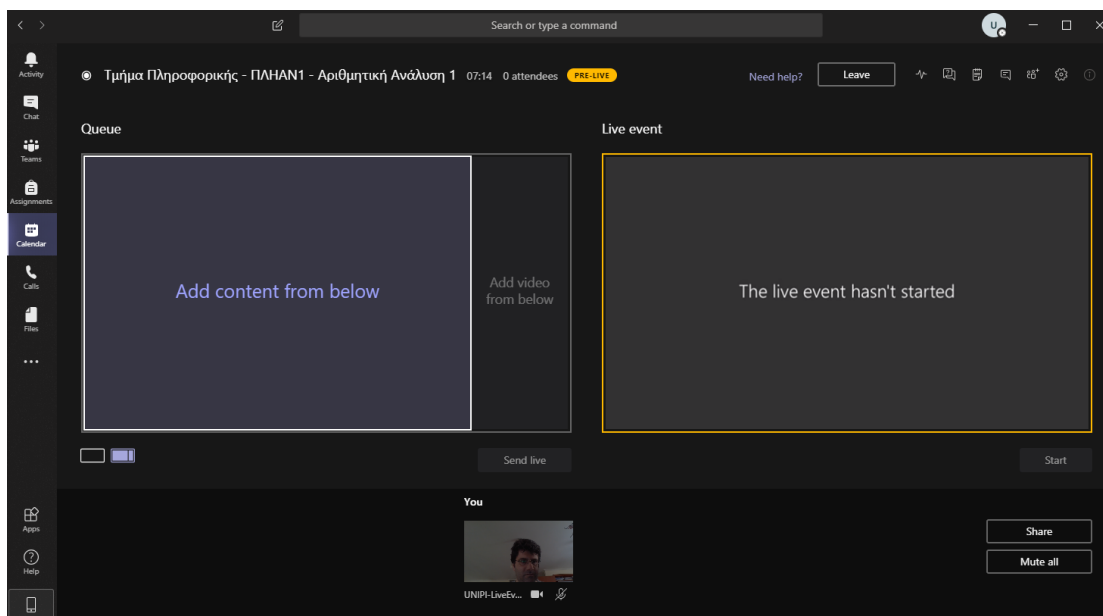 Search or type a command
U
Activity
Chat
Teams
Assignments
Calendar
Calls
Files
Apps
Help
Τμήμα Πληροφορικής - ΠΛΗΑΝ1 - Αριθμητική Ανάλυση 1 07:14 0 attendees PRE-LIVE
Need help? Leave
Queue
Live event
Add content from below
Add video
from below
The live event hasn't started
Send live
Start
You
UNIPI-LiveEv...
Share
Mute all